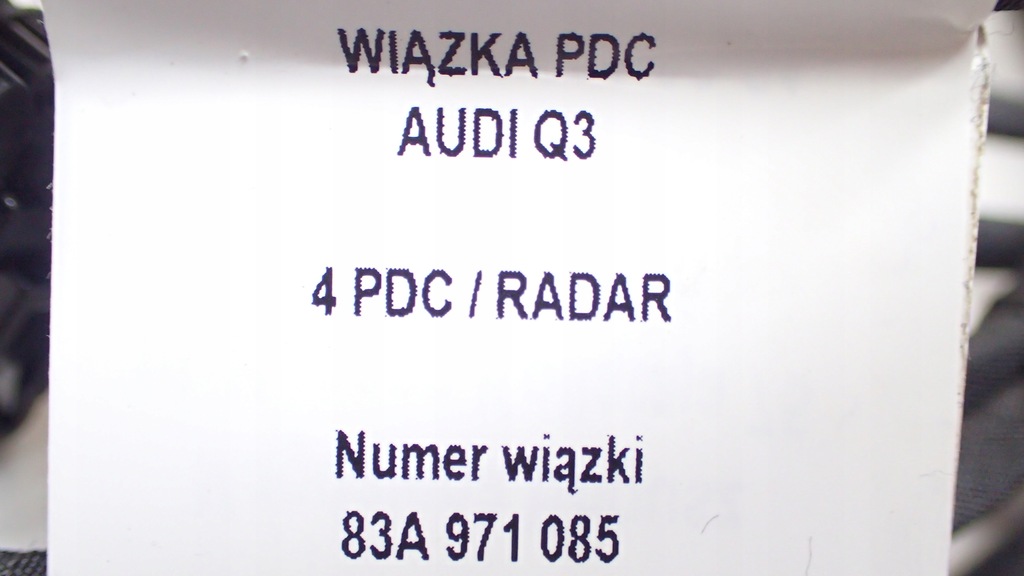 WIĄZKA PDC
AUDI Q3
4 PDC / RADAR
Numer wiązki
83A 971 085